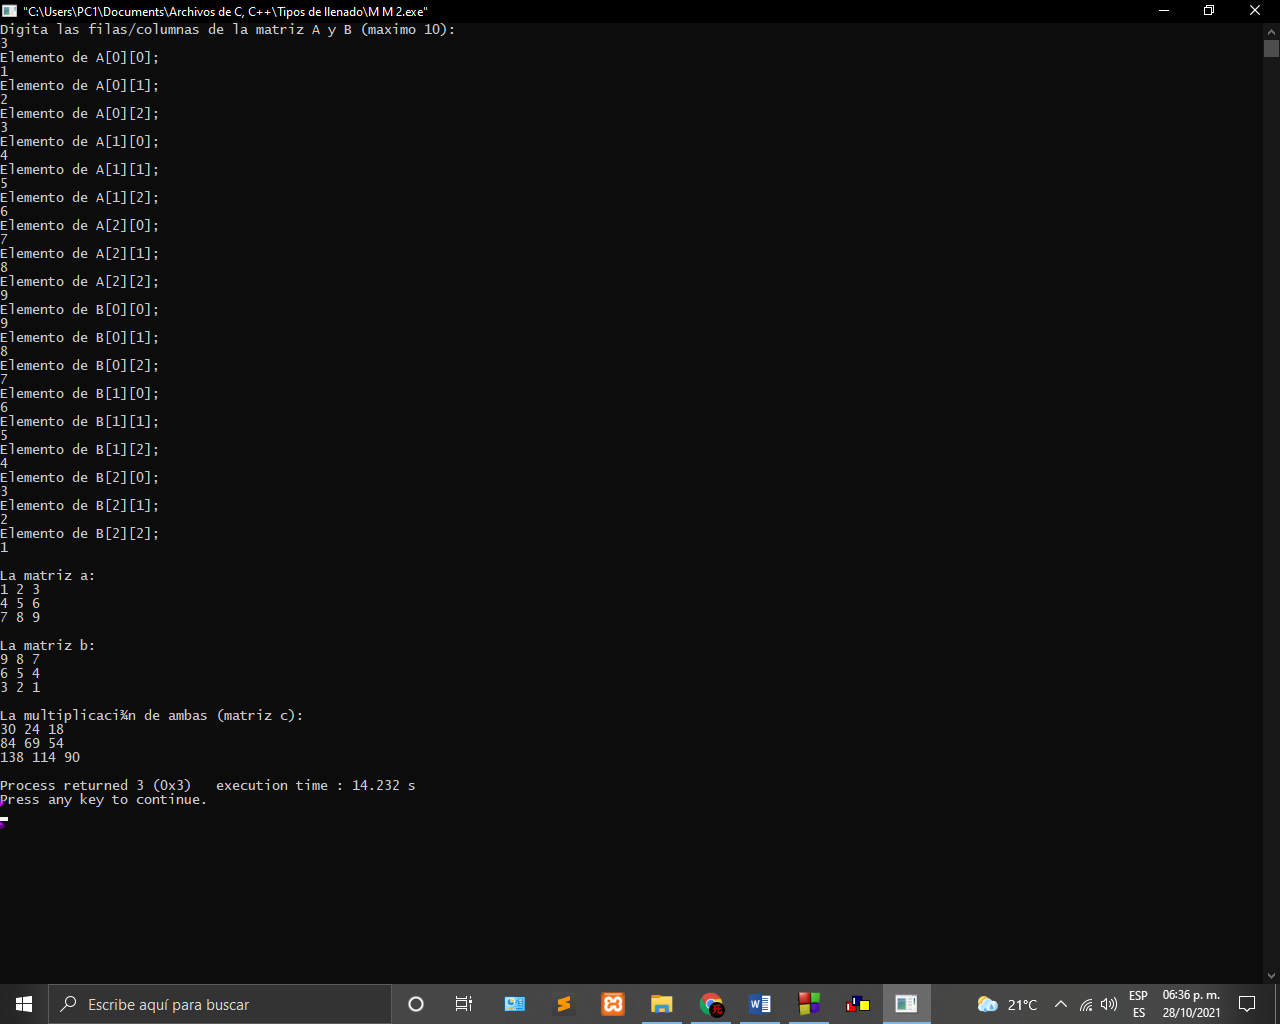 "C:\Users\PC1\Documents\Archivos de C, C++\Tipos de llenado\M M 2.exe"
Digita las filas/columnas de la matriz A y B (maximo 10):
3
Elemento de A[0][0];
1
Elemento de A[0][1];
2
Elemento de A[0][2];
3
Elemento de A[1][0];
4
Elemento de A[1][1];
5
Elemento de A[1][2];
6
Elemento de A[2][0];
7
Elemento de A[2][1];
8
Elemento de A[2][2];
9
Elemento de B[0][0];
9
Elemento de B[0][1];
8
Elemento de B[0][2];
7
Elemento de B[1][0];
6
Elemento de B[1][1];
5
Elemento de B[1][2];
4
Elemento de B[2][0];
3
Elemento de B[2][1];
2
Elemento de B[2][2];
1
La matriz a:
1 2 3
4 5 6
7 8 9
La matriz b:
9 8 7
6 5 4
3 2 1
La multiplicaci¾n de ambas (matriz c):
30 24 18
84 69 54
138 114 90
Process returned 3 (0x3)   execution time : 14.232 s
Press any key to continue.
Escribe aquí para buscar
21°C
ESP
ES
06:36 p. m.
28/10/2021